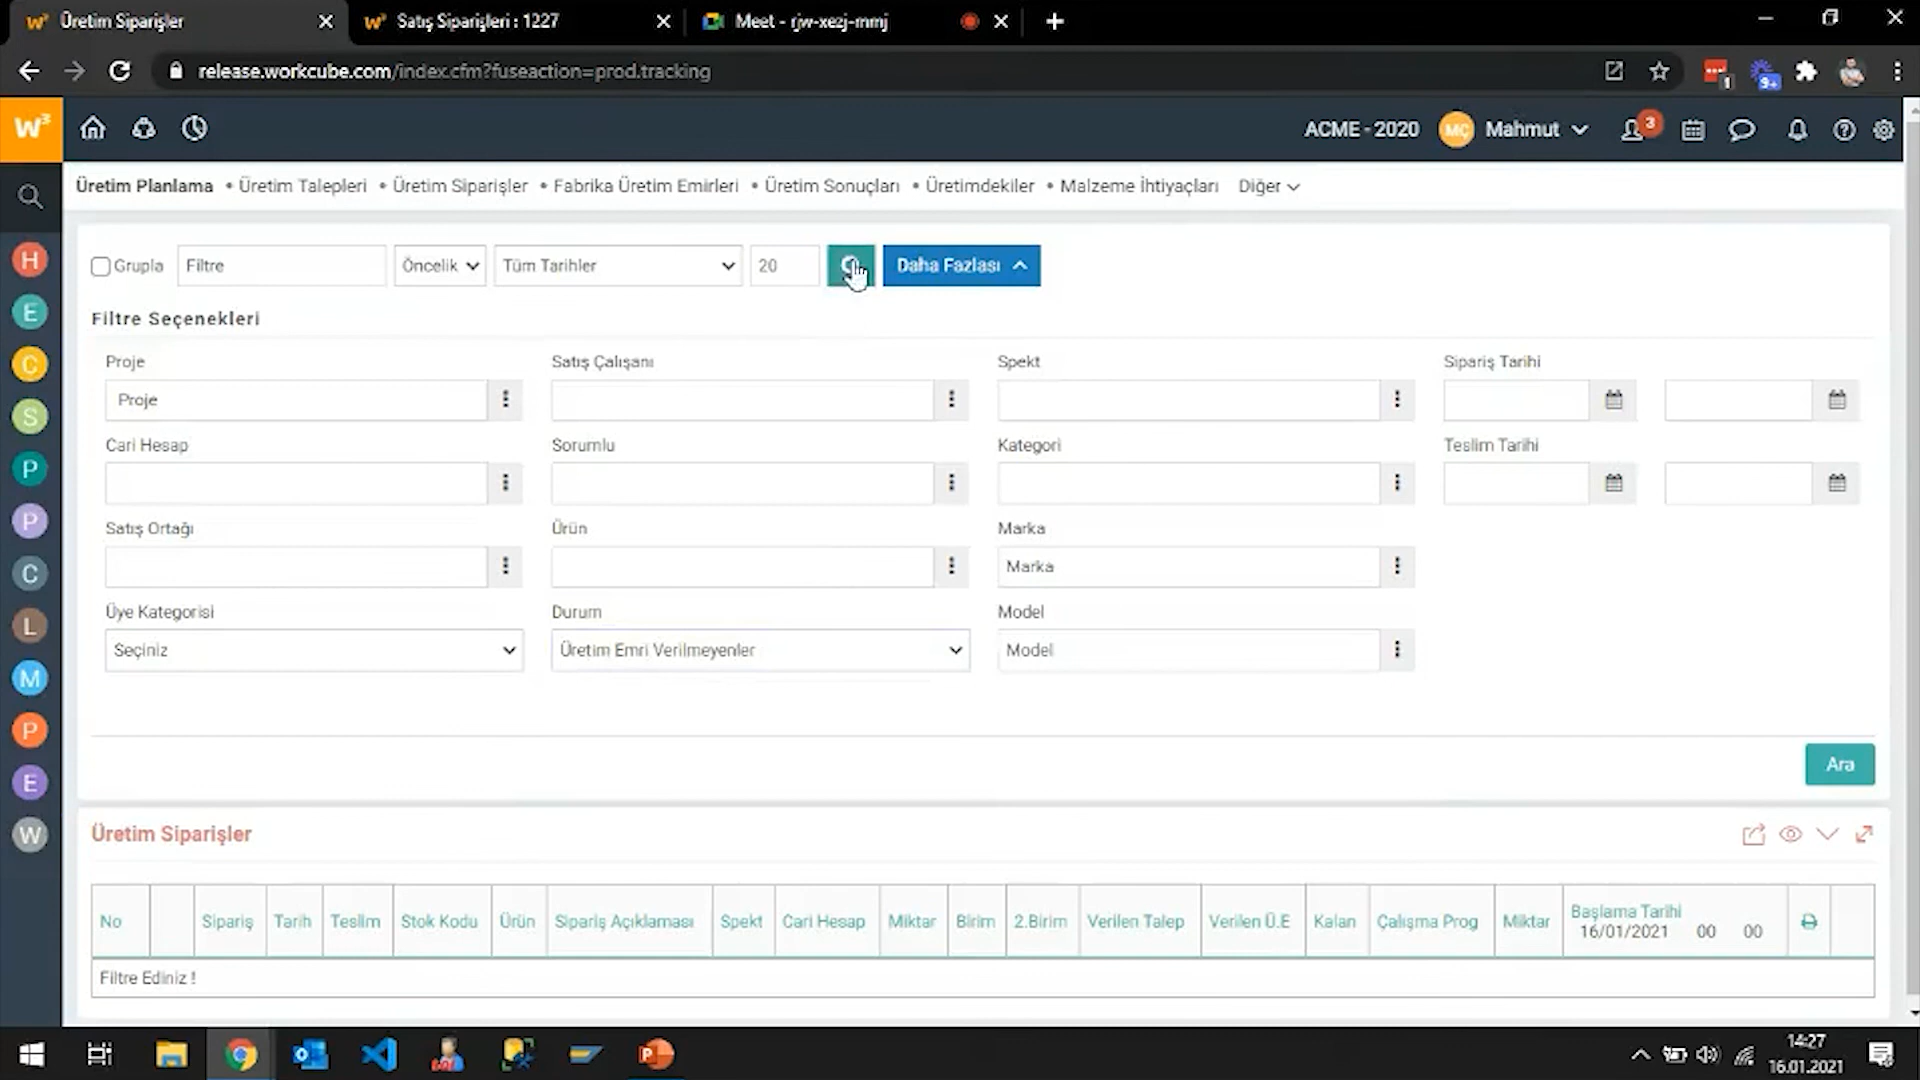 Üretim Siparişler
Satış Siparişleri : 1227
Meet - rjw-xezj-mmj
release.workcube.com/index.cfm?fuseaction=prod.tracking
1
9+
W³
ACME - 2020
MÇ
Mahmut
3
Üretim Planlama • Üretim Talepleri • Üretim Siparişler • Fabrika Üretim Emirleri • Üretim Sonuçları • Üretimdekiler • Malzeme İhtiyaçları Diğer
Grupla
Filtre
Öncelik
Tüm Tarihler
20
Daha Fazlası
Filtre Seçenekleri
Proje
Satış Çalışanı
Spekt
Sipariş Tarihi
Proje
Cari Hesap
Sorumlu
Kategori
Teslim Tarihi
Satış Ortağı
Ürün
Marka
Marka
Üye Kategorisi
Durum
Model
Seçiniz
Üretim Emri Verilmeyenler
Model
Ara
H
E
C
S
P
P
C
L
M
P
E
W
Üretim Siparişler
No
Sipariş
Tarih
Teslim
Stok Kodu
Ürün
Sipariş Açıklaması
Spekt
Cari Hesap
Miktar
Birim
2.Birim
Verilen Talep
Verilen Ü.E
Kalan
Çalışma Prog
Miktar
Başlama Tarihi
16/01/2021 00 00
Filtre Ediniz !
14:27
16.01.2021